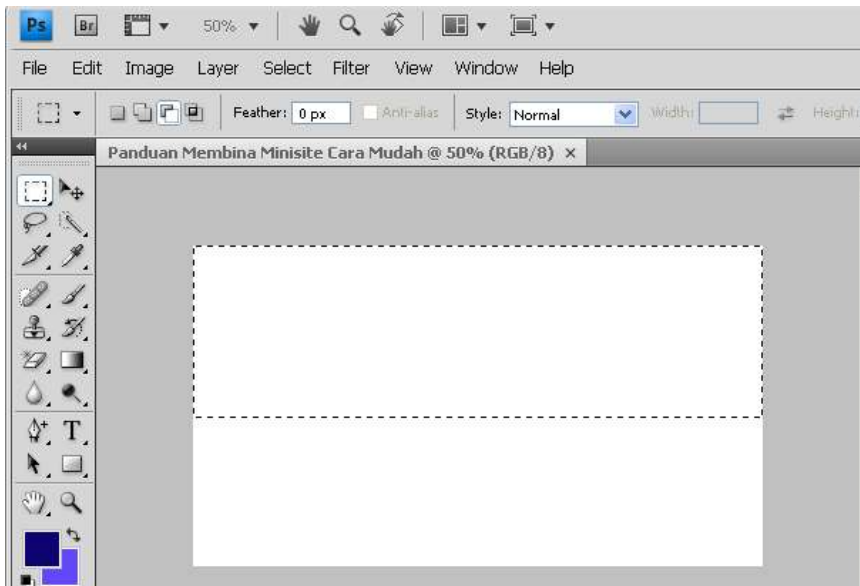 Ps Br 50%
File Edit Image Layer Select Filter View Window Help
Feather: 0 px Anti-alias Style: Normal Width: Height:
Panduan Membina Minisite Cara Mudah @ 50% (RGB/8) ×
T